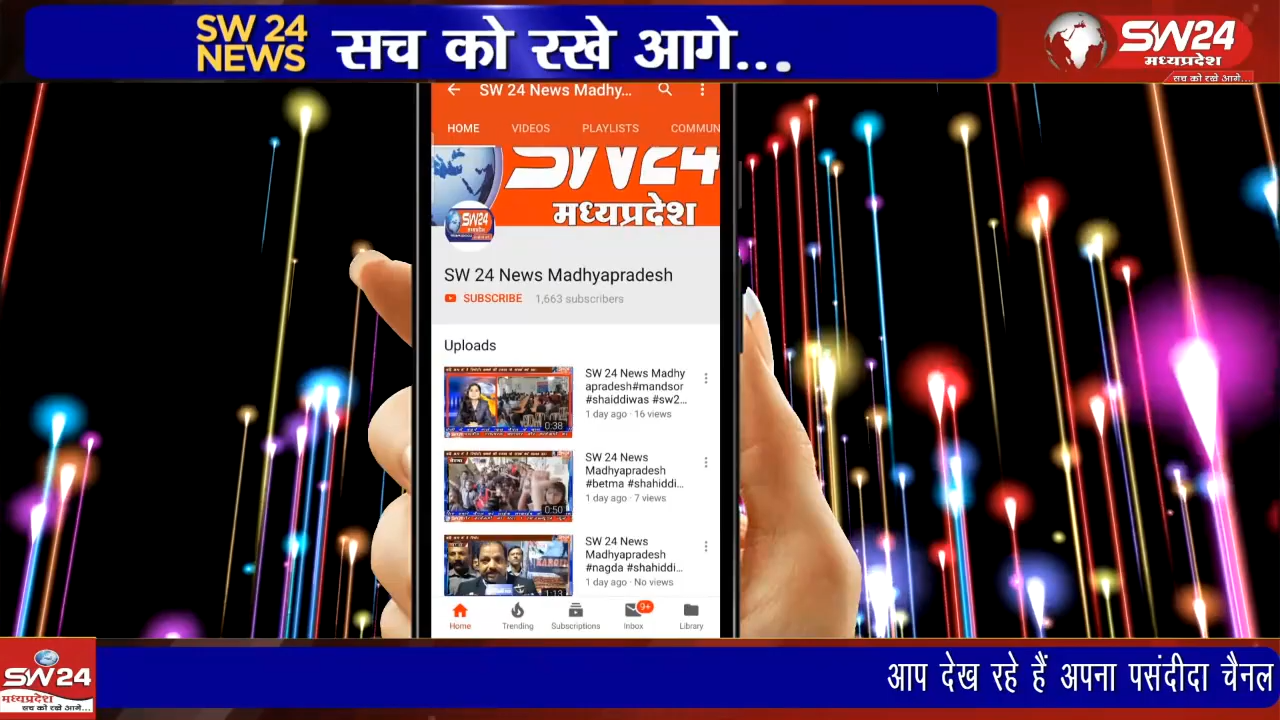 SW 24
NEWS
सच को रखे आगे...
SW24
मध्यप्रदेश
सच को रखे आगे...
SW 24 News Madhy...
HOME VIDEOS PLAYLISTS COMMUN
SW24
मध्यप्रदेश
SW24
SW 24 News Madhyapradesh
SUBSCRIBE 1,663 subscribers
Uploads
SW 24 News Madhy
apradesh#mandsor
#shaiddiwas #sw2...
1 day ago · 16 views
0:38
SW 24 News
Madhyapradesh
#betma #shahiddi...
1 day ago · 7 views
0:50
SW 24 News
Madhyapradesh
#nagda #shahiddi...
1 day ago · No views
1:13
9+
Home Trending Subscriptions Inbox Library
SW24
मध्यप्रदेश
सच को रखे आगे...
आप देख रहे हैं अपना पसंदीदा चैनल